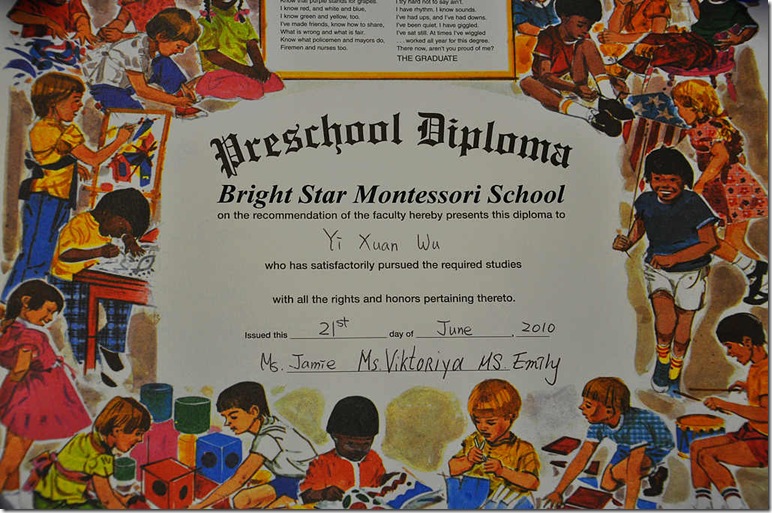 Know that purple stands for grapes.
I know red, and white and blue,
I know green and yellow, too.
I've made friends, know how to share,
What is wrong and what is fair.
Know what policemen and mayors do,
Firemen and nurses too.
I try hard not to say ain't.
I have rhythm. I know sounds.
I've had ups, and I've had downs.
I've been quiet, I have giggled.
I've sat still. At times I've wiggled
. . . worked all year for this degree.
There now, aren't you proud of me?
THE GRADUATE
Preschool Diploma
Bright Star Montessori School
on the recommendation of the faculty hereby presents this diploma to
Yi Xuan Wu
who has satisfactorily pursued the required studies
with all the rights and honors pertaining thereto.
Issued this 21st day of June , 2010
Ms. Jamie Ms. Viktoriya MS. Emily